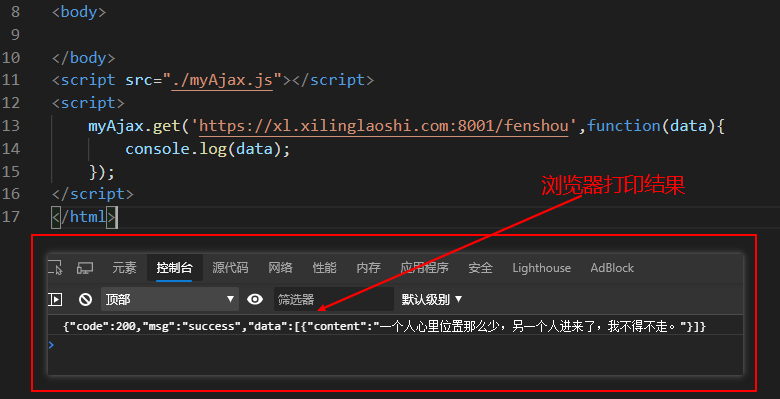 8 <body>
9
10 </body>
11 <script src="./myAjax.js"></script>
12 <script>
13 myAjax.get('https://xl.xilinglaoshi.com:8001/fenshou',function(data){
14 console.log(data);
15 });
16 </script>
17 </html>
浏览器打印结果
元素 控制台 源代码 网络 性能 内存 应用程序 安全 Lighthouse AdBlock
顶部 筛选器 默认级别
{"code":200,"msg":"success","data":[{"content":"一个人心里位置那么少，另一个人进来了，我不得不走。"}]}